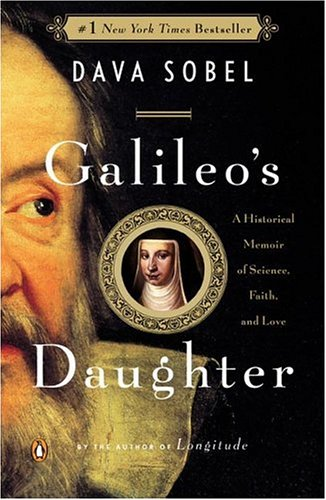 #1 New York Times Bestseller
DAVA SOBEL
Galileo's
A Historical
Memoir
of Science,
Faith,
and Love
Daughter
BY THE AUTHOR OF Longitude